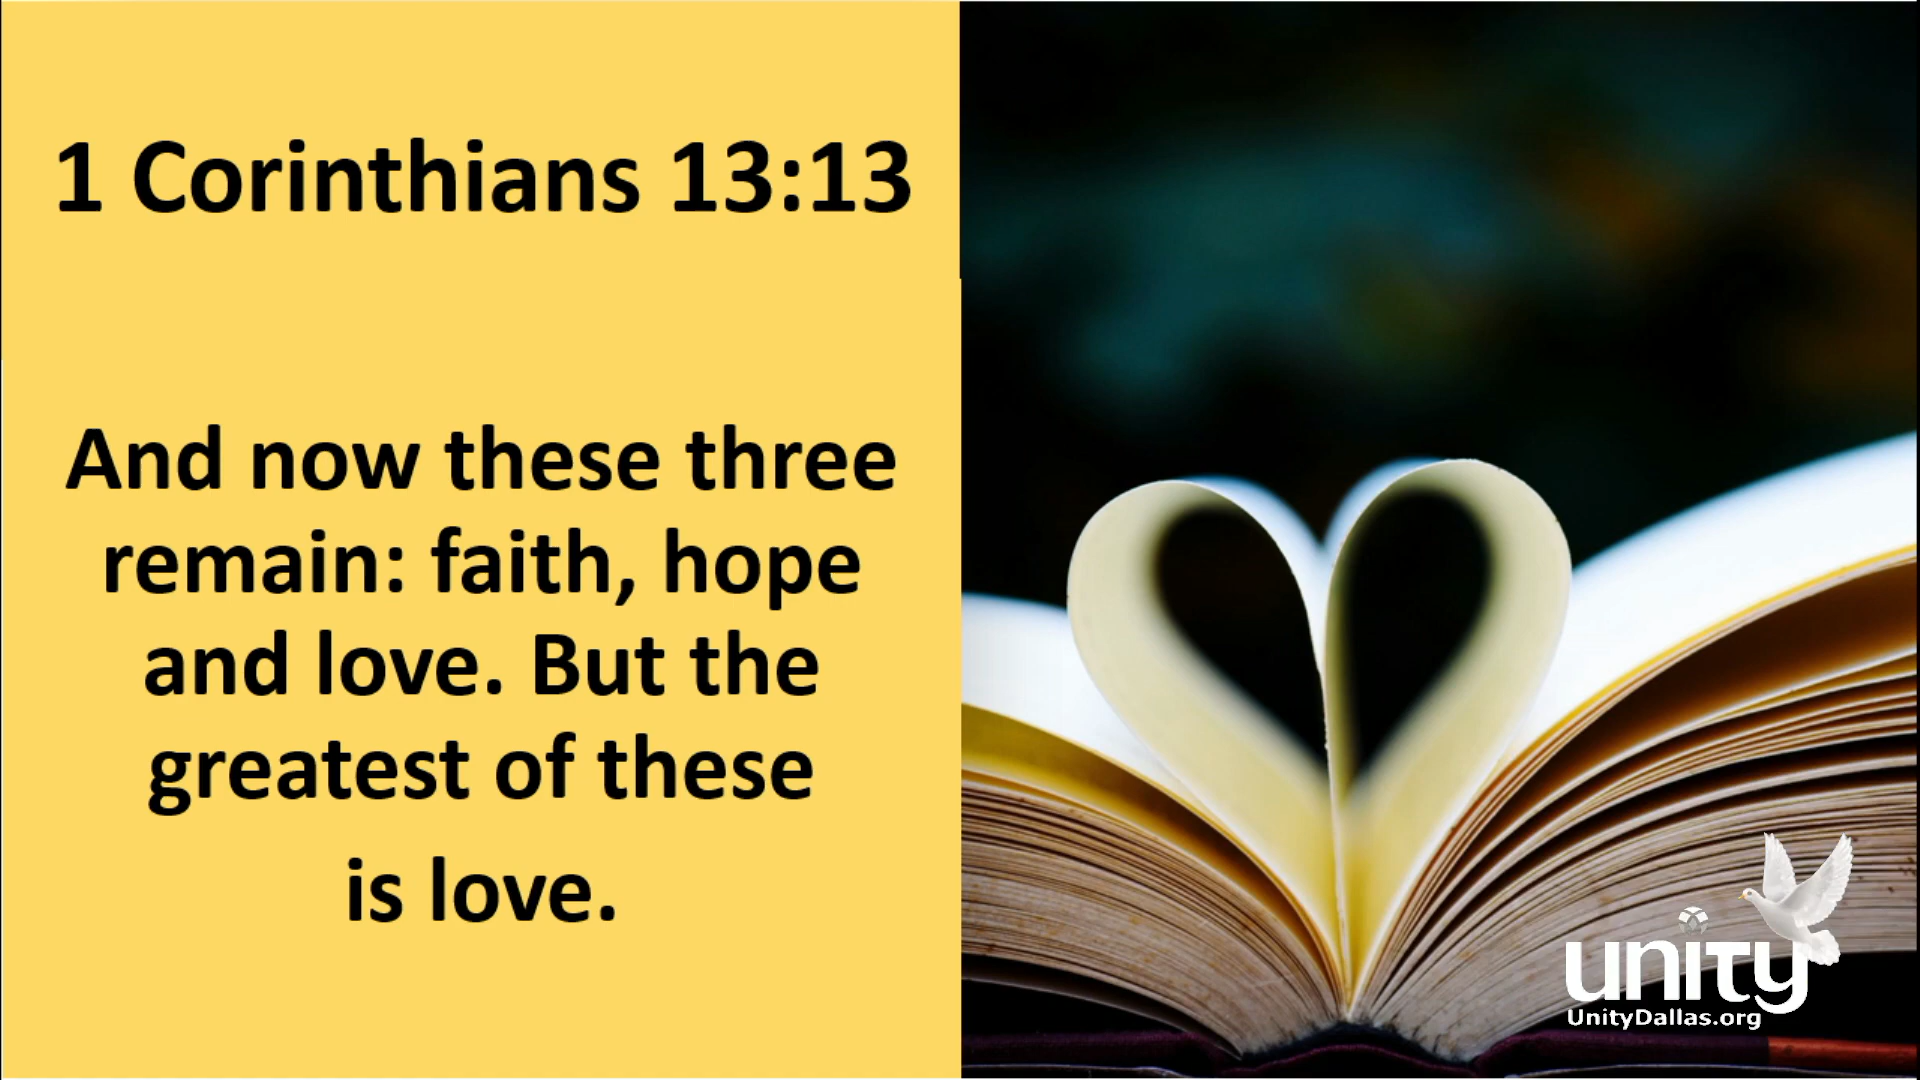 1 Corinthians 13:13
And now these three
remain: faith, hope
and love. But the
greatest of these
is love.
unity
UnityDallas.org